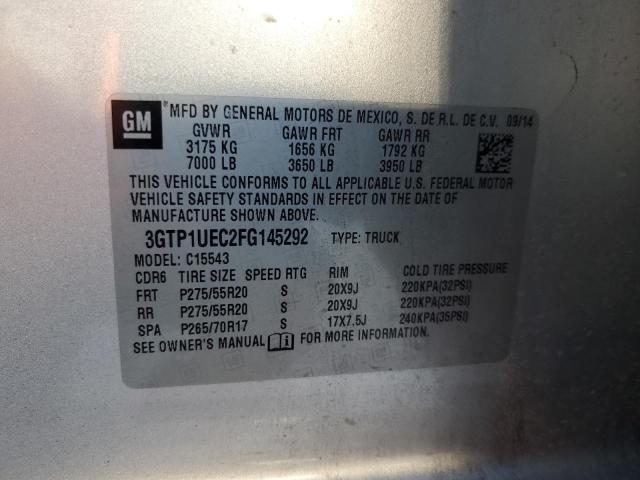 GM
*MFD BY GENERAL MOTORS DE MEXICO, S. DE R.L. DE C.V. 09/14
GVWR GAWR FRT GAWR RR
3175 KG 1656 KG 1792 KG
7000 LB 3650 LB 3950 LB
THIS VEHICLE CONFORMS TO ALL APPLICABLE U.S. FEDERAL MOTOR
VEHICLE SAFETY STANDARDS IN EFFECT ON THE DATE OF
MANUFACTURE SHOWN ABOVE.
3GTP1UEC2FG145292 TYPE: TRUCK
MODEL: C15543
CDR6 TIRE SIZE SPEED RTG RIM COLD TIRE PRESSURE
FRT P275/55R20 S 20X9J 220KPA(32PSI)
RR P275/55R20 S 20X9J 220KPA(32PSI)
SPA P265/70R17 S 17X7.5J 240KPA(35PSI)
SEE OWNER'S MANUAL FOR MORE INFORMATION.